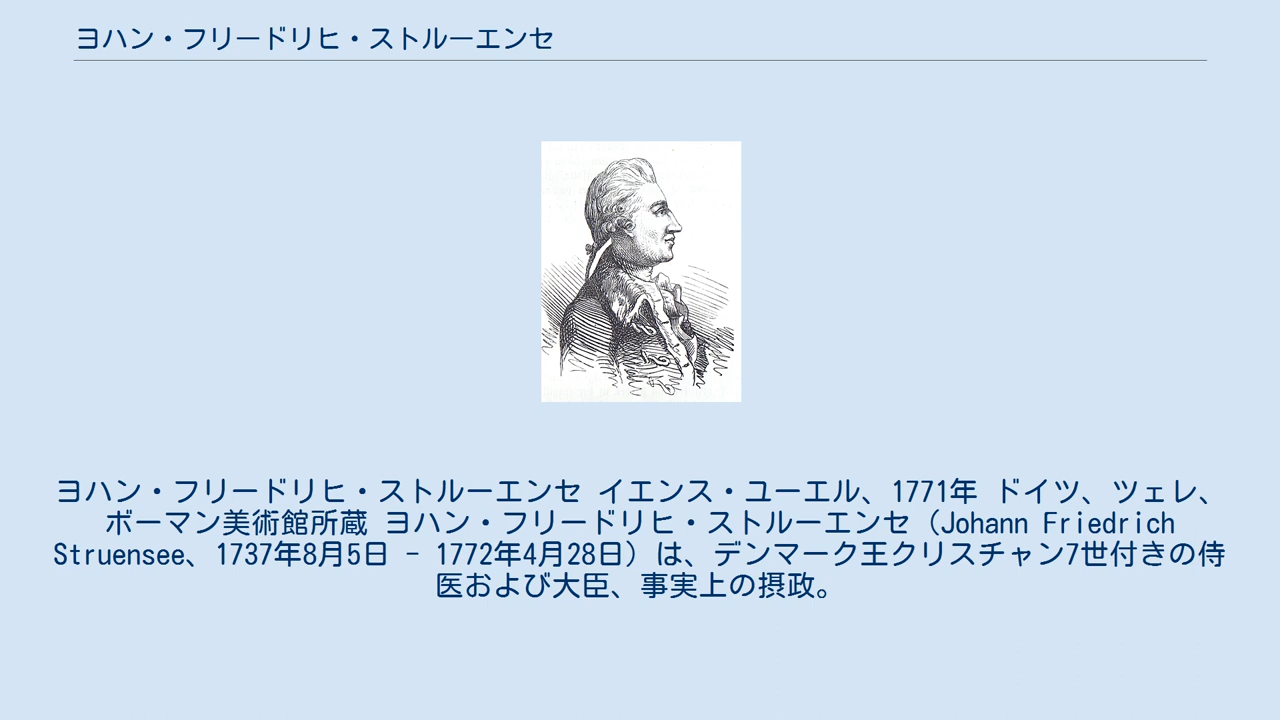 ヨハン・フリードリヒ・ストルーエンセ
ヨハン・フリードリヒ・ストルーエンセ イエンス・ユーエル、1771年 ドイツ、ツェレ、
ボーマン美術館所蔵 ヨハン・フリードリヒ・ストルーエンセ（Johann Friedrich
Struensee、1737年8月5日 - 1772年4月28日）は、デンマーク王クリスチャン7世付きの侍
医および大臣、事実上の摂政。